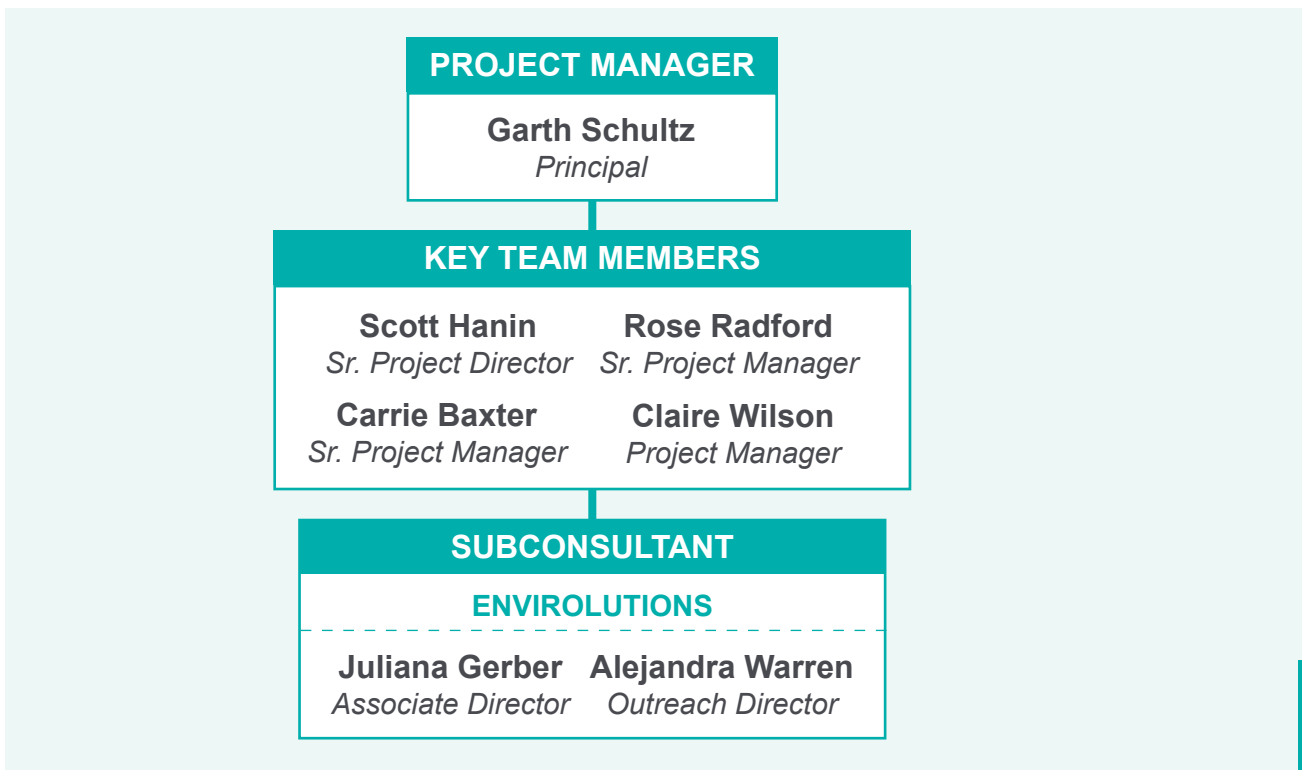 PROJECT MANAGER
Garth Schultz
Principal
KEY TEAM MEMBERS
Scott Hanin
Sr. Project Director
Rose Radford
Sr. Project Manager
Carrie Baxter
Sr. Project Manager
Claire Wilson
Project Manager
SUBCONSULTANT
ENVIROLUTIONS
Juliana Gerber
Associate Director
Alejandra Warren
Outreach Director